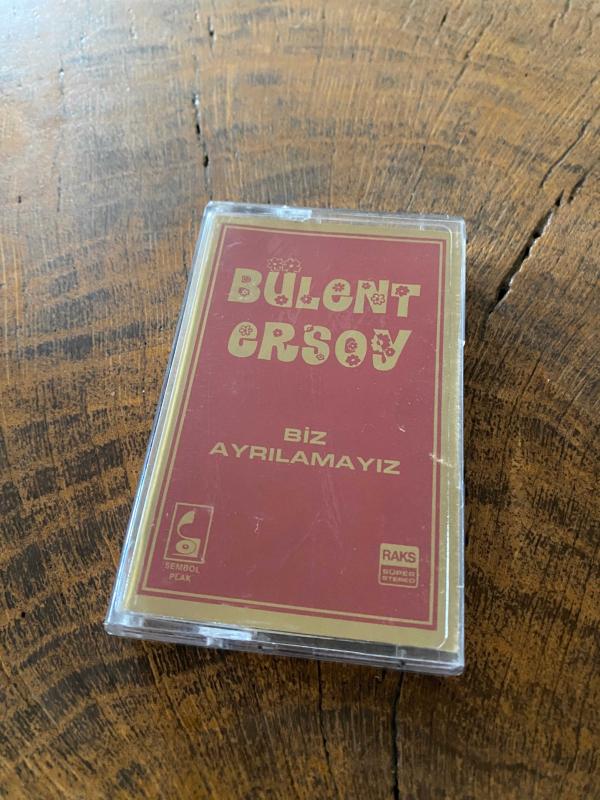 BÜLENT
ERSOY
BİZ
AYRILAMAYIZ
SEMBOL
PLAK
RAKS
SÜPER
STEREO